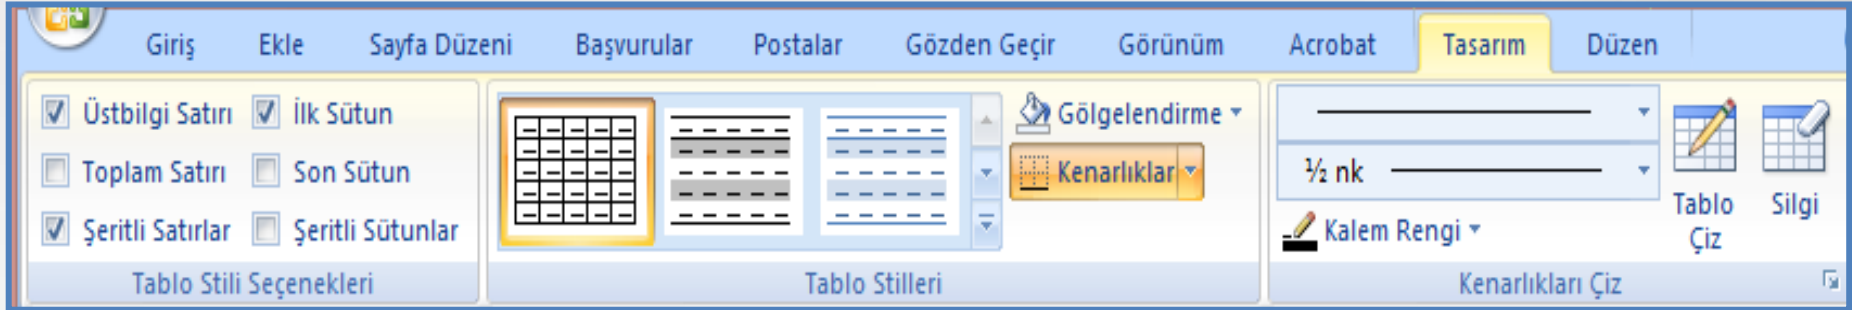 Giriş Ekle Sayfa Düzeni Başvurular Postalar Gözden Geçir Görünüm Acrobat Tasarım Düzen
Üstbilgi Satırı İlk Sütun
Toplam Satırı Son Sütun
Şeritli Satırlar Şeritli Sütunlar
Tablo Stili Seçenekleri
Gölgelendirme
Kenarlıklar
Tablo Stilleri
½ nk
Kalem Rengi
Tablo Çiz
Silgi
Kenarlıkları Çiz